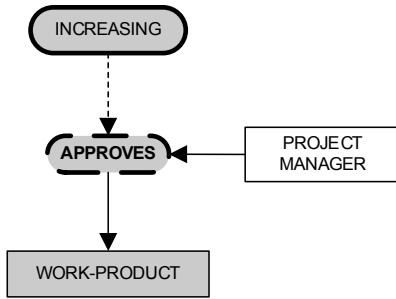 INCREASING
APPROVES
PROJECT
MANAGER
WORK-PRODUCT